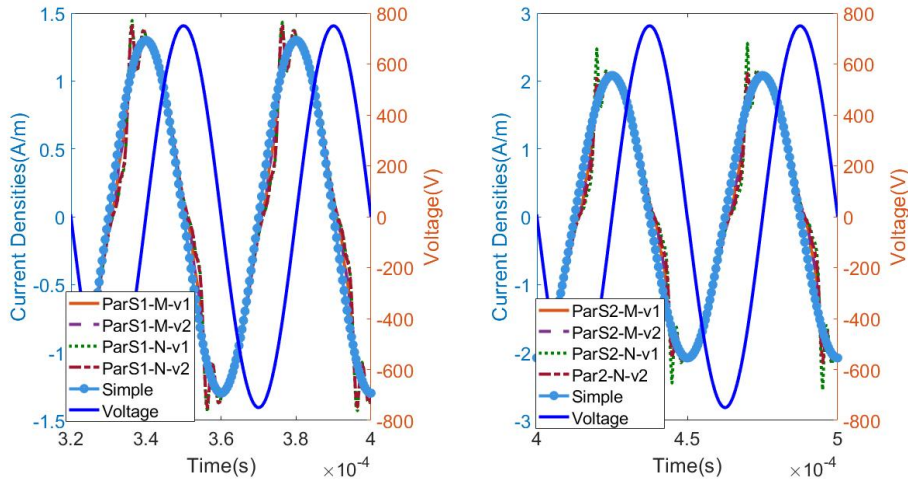 1.5
1
0.5
0
-0.5
-1
-1.5
Current Densities(A/m)
800
600
400
200
0
-200
-400
-600
-800
Voltage(V)
ParS1-M-v1
ParS1-M-v2
ParS1-N-v1
ParS1-N-v2
Simple
Voltage
3.2
3.4
3.6
3.8
4
Time(s)
×10⁻⁴
3
2
1
0
-1
-2
-3
Current Densities(A/m)
800
600
400
200
0
-200
-400
-600
-800
Voltage(V)
ParS2-M-v1
ParS2-M-v2
ParS2-N-v1
Par2-N-v2
Simple
Voltage
4
4.5
5
Time(s)
×10⁻⁴